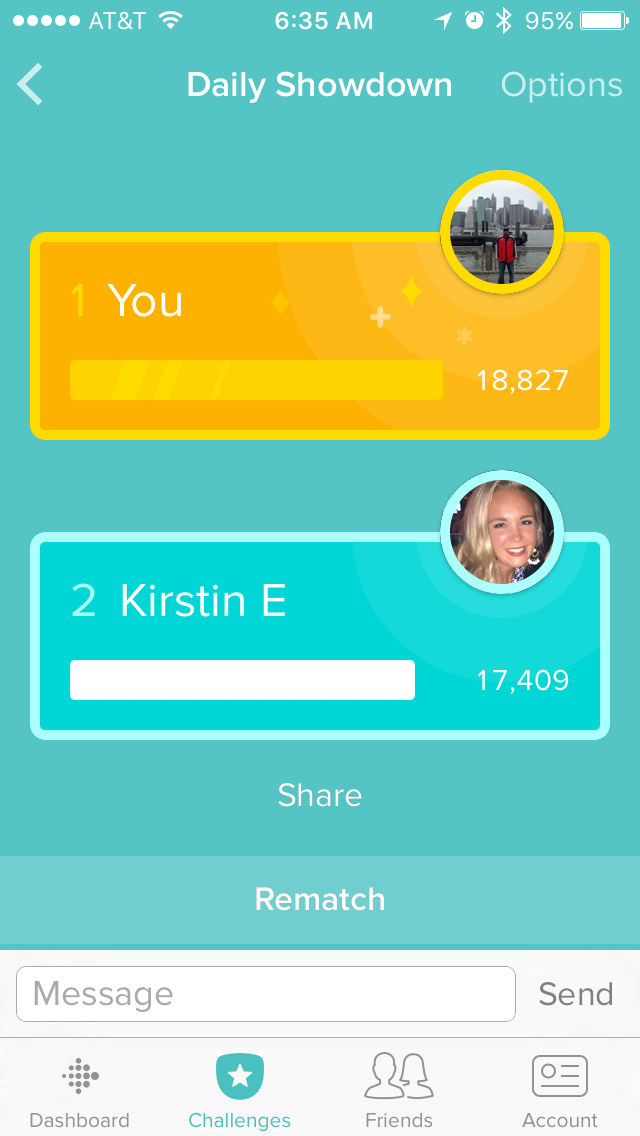 AT&T 6:35 AM 95%
Daily Showdown Options
1 You
18,827
2 Kirstin E
17,409
Share
Rematch
Message Send
Dashboard Challenges Friends Account